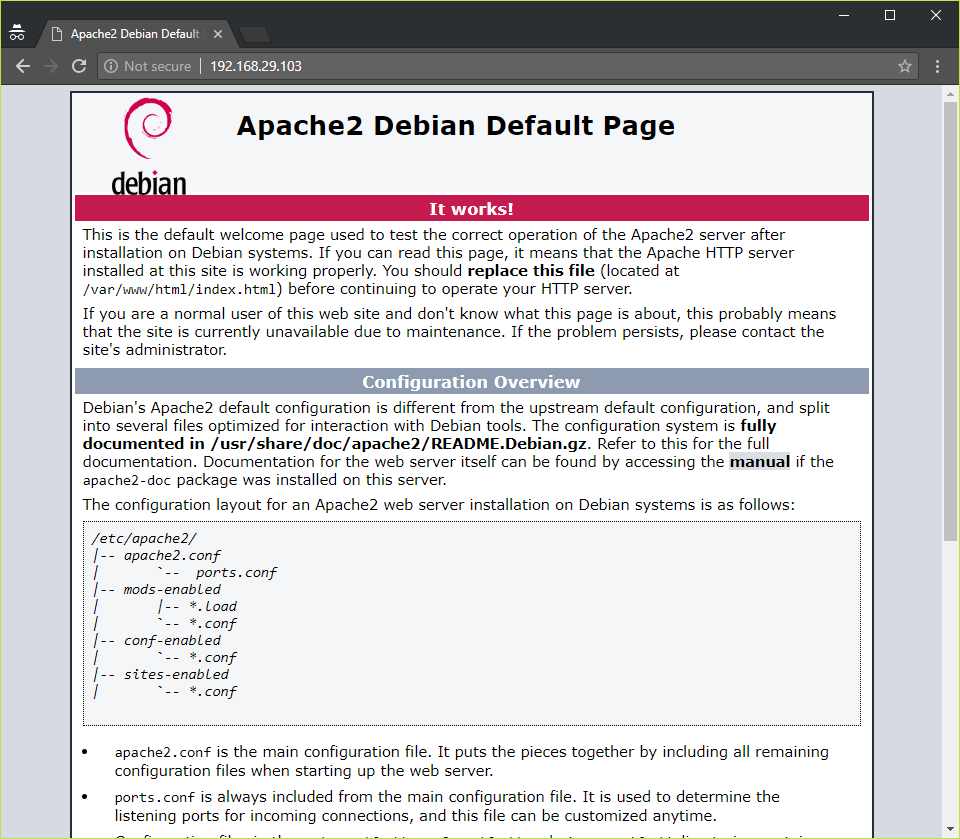 Apache2 Debian Default
Not secure
192.168.29.103
debian
Apache2 Debian Default Page
It works!
This is the default welcome page used to test the correct operation of the Apache2 server after
installation on Debian systems. If you can read this page, it means that the Apache HTTP server
installed at this site is working properly. You should replace this file (located at
/var/www/html/index.html) before continuing to operate your HTTP server.
If you are a normal user of this web site and don't know what this page is about, this probably means
that the site is currently unavailable due to maintenance. If the problem persists, please contact the
site's administrator.
Configuration Overview
Debian's Apache2 default configuration is different from the upstream default configuration, and split
into several files optimized for interaction with Debian tools. The configuration system is fully
documented in /usr/share/doc/apache2/README.Debian.gz. Refer to this for the full
documentation. Documentation for the web server itself can be found by accessing the manual if the
apache2-doc package was installed on this server.
The configuration layout for an Apache2 web server installation on Debian systems is as follows:
/etc/apache2/
|-- apache2.conf
|       `--  ports.conf
|-- mods-enabled
|       |-- *.load
|       `-- *.conf
|-- conf-enabled
|       `-- *.conf
|-- sites-enabled
|       `-- *.conf
• apache2.conf is the main configuration file. It puts the pieces together by including all remaining
configuration files when starting up the web server.
• ports.conf is always included from the main configuration file. It is used to determine the
listening ports for incoming connections, and this file can be customized anytime.